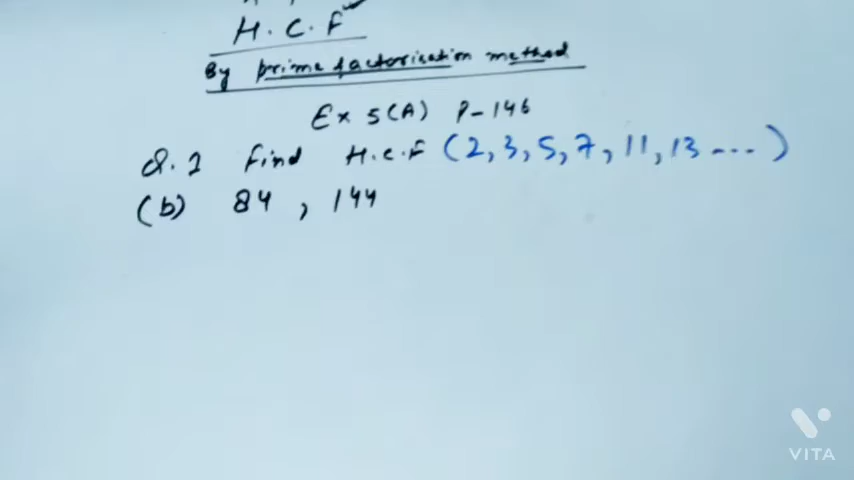 H.C.F
By prime factorisation method
Ex 5(A) P-146
Q.2 Find H.C.F (2, 3, 5, 7, 11, 13 ---- )
(b) 84 , 144
VITA